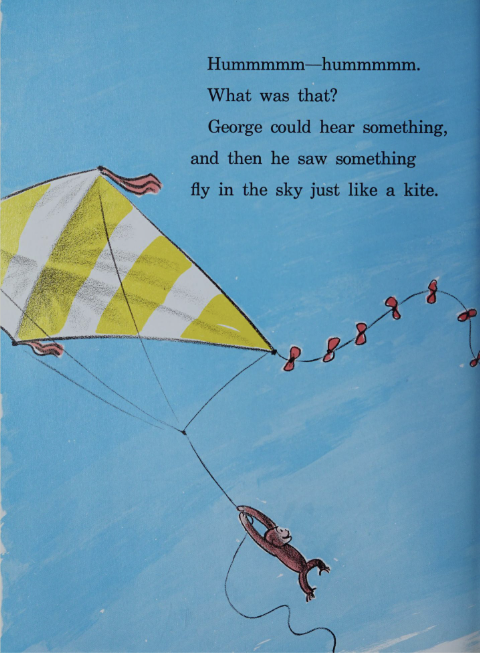 Hummmmm—hummmmm.
What was that?
George could hear something,
and then he saw something
fly in the sky just like a kite.